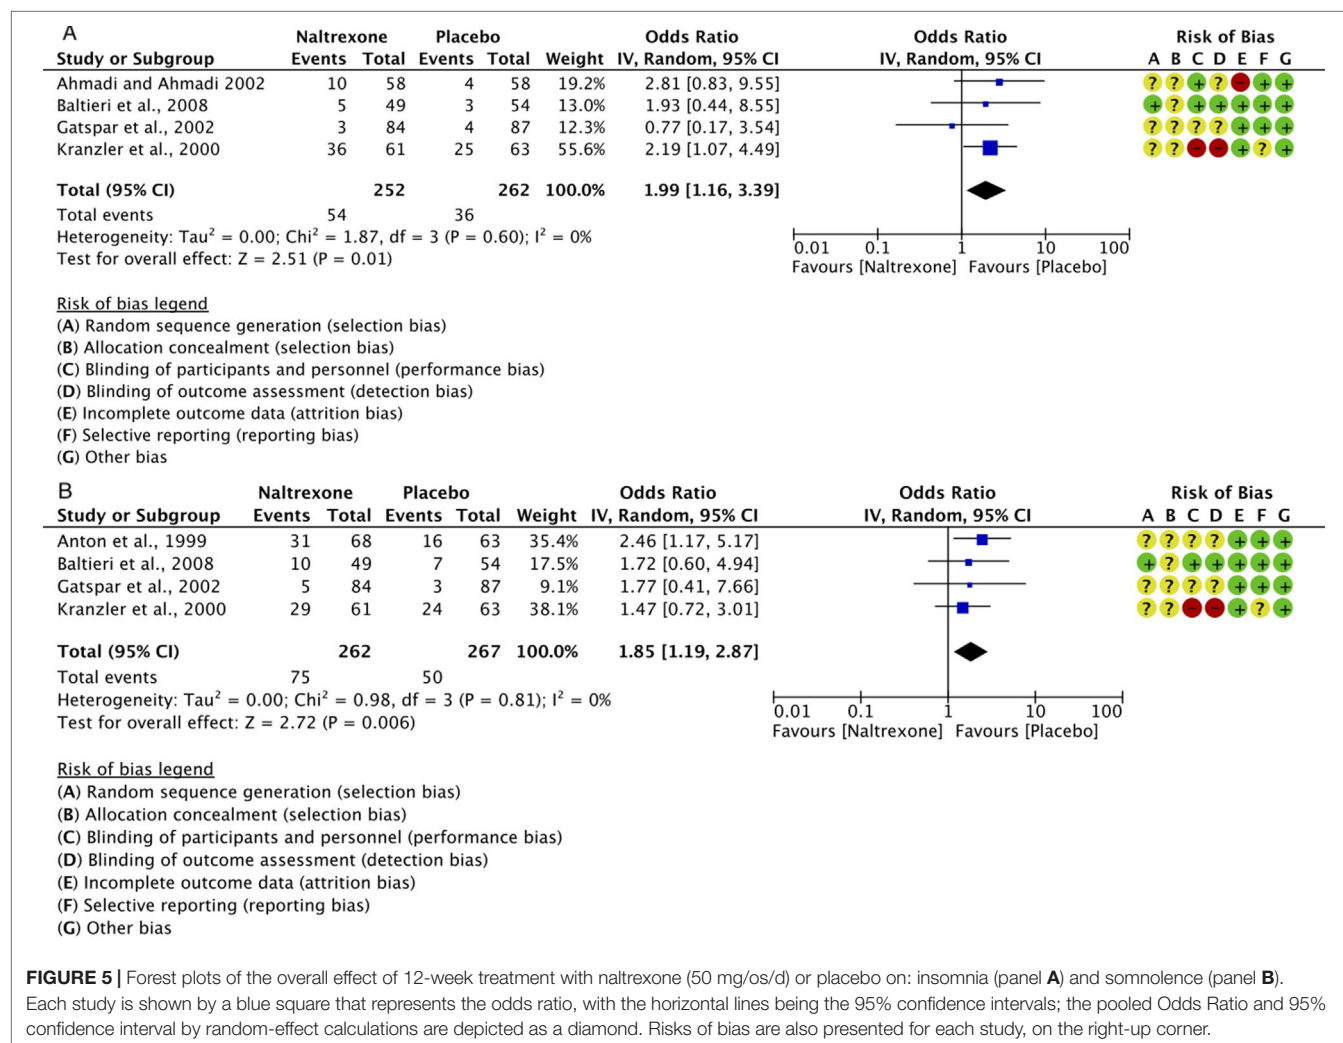 A
Naltrexone Placebo Odds Ratio Odds Ratio Risk of Bias
Study or Subgroup Events Total Events Total Weight IV, Random, 95% CI IV, Random, 95% CI A B C D E F G
Ahmadi and Ahmadi 2002 10 58 4 58 19.2% 2.81 [0.83, 9.55] ? ? + ? - + +
Baltieri et al., 2008 5 49 3 54 13.0% 1.93 [0.44, 8.55] + ? + + + + +
Gatspar et al., 2002 3 84 4 87 12.3% 0.77 [0.17, 3.54] ? ? ? ? + + +
Kranzler et al., 2000 36 61 25 63 55.6% 2.19 [1.07, 4.49] ? ? - - + ? +
Total (95% CI) 252 262 100.0% 1.99 [1.16, 3.39]
Total events 54 36
Heterogeneity: Tau² = 0.00; Chi² = 1.87, df = 3 (P = 0.60); I² = 0%
Test for overall effect: Z = 2.51 (P = 0.01)
0.01 0.1 1 10 100
Favours [Naltrexone] Favours [Placebo]
Risk of bias legend
(A) Random sequence generation (selection bias)
(B) Allocation concealment (selection bias)
(C) Blinding of participants and personnel (performance bias)
(D) Blinding of outcome assessment (detection bias)
(E) Incomplete outcome data (attrition bias)
(F) Selective reporting (reporting bias)
(G) Other bias
B
Naltrexone Placebo Odds Ratio Odds Ratio Risk of Bias
Study or Subgroup Events Total Events Total Weight IV, Random, 95% CI IV, Random, 95% CI A B C D E F G
Anton et al., 1999 31 68 16 63 35.4% 2.46 [1.17, 5.17] ? ? ? ? + + +
Baltieri et al., 2008 10 49 7 54 17.5% 1.72 [0.60, 4.94] + ? + + + + +
Gatspar et al., 2002 5 84 3 87 9.1% 1.77 [0.41, 7.66] ? ? ? ? + + +
Kranzler et al., 2000 29 61 24 63 38.1% 1.47 [0.72, 3.01] ? ? - - + ? +
Total (95% CI) 262 267 100.0% 1.85 [1.19, 2.87]
Total events 75 50
Heterogeneity: Tau² = 0.00; Chi² = 0.98, df = 3 (P = 0.81); I² = 0%
Test for overall effect: Z = 2.72 (P = 0.006)
0.01 0.1 1 10 100
Favours [Naltrexone] Favours [Placebo]
Risk of bias legend
(A) Random sequence generation (selection bias)
(B) Allocation concealment (selection bias)
(C) Blinding of participants and personnel (performance bias)
(D) Blinding of outcome assessment (detection bias)
(E) Incomplete outcome data (attrition bias)
(F) Selective reporting (reporting bias)
(G) Other bias
FIGURE 5 | Forest plots of the overall effect of 12-week treatment with naltrexone (50 mg/os/d) or placebo on: insomnia (panel A) and somnolence (panel B).
Each study is shown by a blue square that represents the odds ratio, with the horizontal lines being the 95% confidence intervals; the pooled Odds Ratio and 95%
confidence interval by random-effect calculations are depicted as a diamond. Risks of bias are also presented for each study, on the right-up corner.